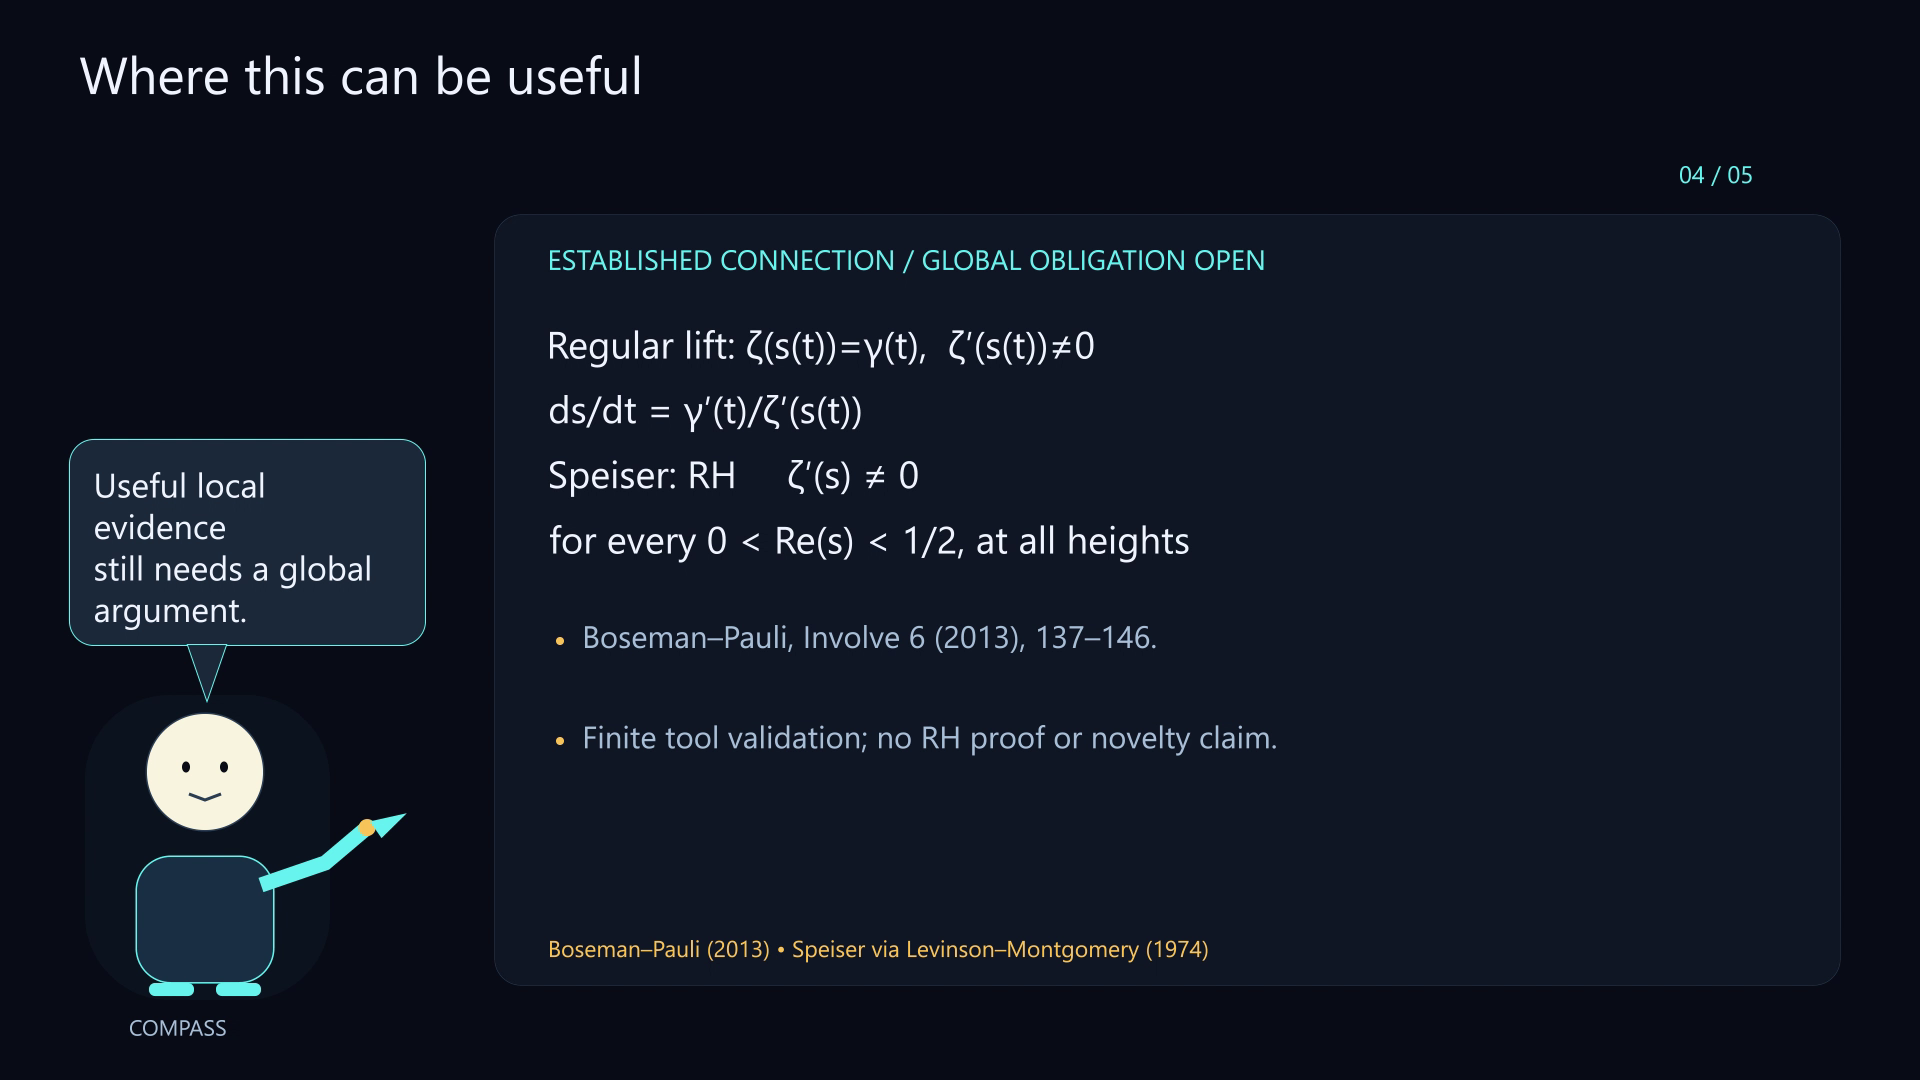 Where this can be useful
04 / 05
ESTABLISHED CONNECTION / GLOBAL OBLIGATION OPEN
Regular lift: ζ(s(t))=γ(t),  ζ′(s(t))≠0
ds/dt = γ′(t)/ζ′(s(t))
Speiser: RH     ζ′(s) ≠ 0
for every 0 < Re(s) < 1/2, at all heights
• Boseman–Pauli, Involve 6 (2013), 137–146.
• Finite tool validation; no RH proof or novelty claim.
Boseman–Pauli (2013) • Speiser via Levinson–Montgomery (1974)
Useful local
evidence
still needs a global
argument.
COMPASS